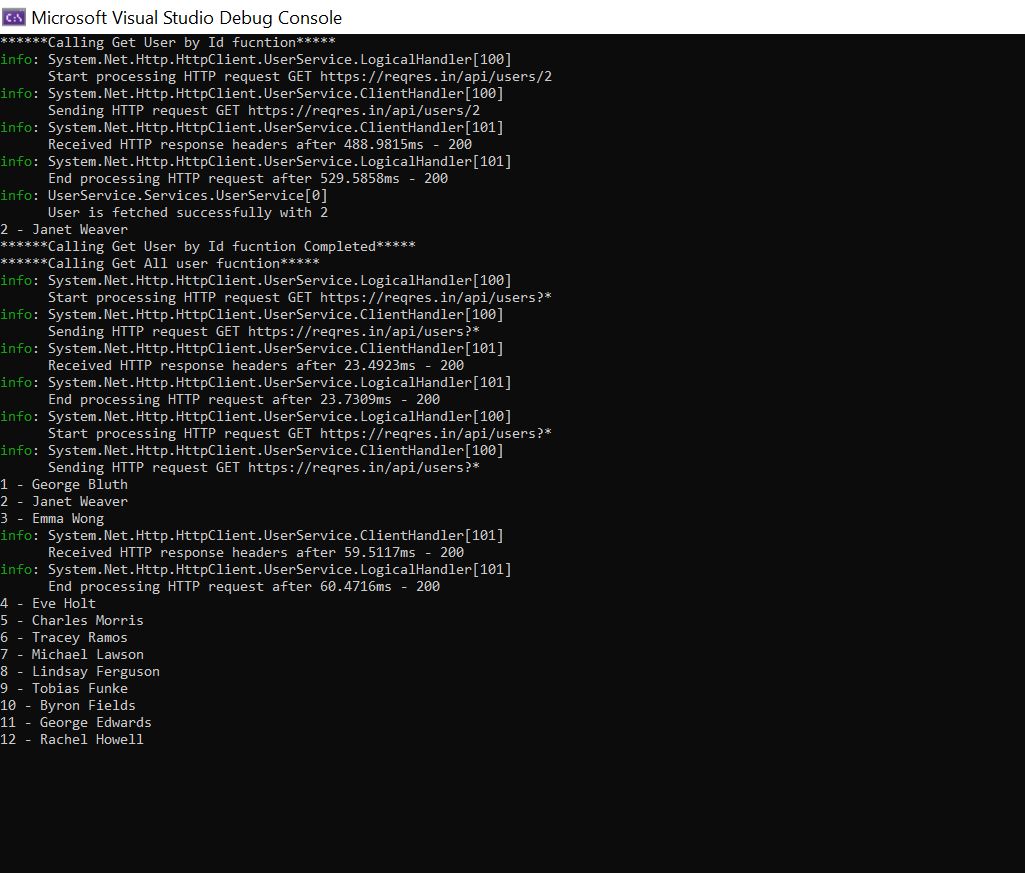 C:\ Microsoft Visual Studio Debug Console
******Calling Get User by Id fucntion*****
info: System.Net.Http.HttpClient.UserService.LogicalHandler[100]
      Start processing HTTP request GET https://reqres.in/api/users/2
info: System.Net.Http.HttpClient.UserService.ClientHandler[100]
      Sending HTTP request GET https://reqres.in/api/users/2
info: System.Net.Http.HttpClient.UserService.ClientHandler[101]
      Received HTTP response headers after 488.9815ms - 200
info: System.Net.Http.HttpClient.UserService.LogicalHandler[101]
      End processing HTTP request after 529.5858ms - 200
info: UserService.Services.UserService[0]
      User is fetched successfully with 2
2 - Janet Weaver
******Calling Get User by Id fucntion Completed*****
******Calling Get All user fucntion*****
info: System.Net.Http.HttpClient.UserService.LogicalHandler[100]
      Start processing HTTP request GET https://reqres.in/api/users?*
info: System.Net.Http.HttpClient.UserService.ClientHandler[100]
      Sending HTTP request GET https://reqres.in/api/users?*
info: System.Net.Http.HttpClient.UserService.ClientHandler[101]
      Received HTTP response headers after 23.4923ms - 200
info: System.Net.Http.HttpClient.UserService.LogicalHandler[101]
      End processing HTTP request after 23.7309ms - 200
info: System.Net.Http.HttpClient.UserService.LogicalHandler[100]
      Start processing HTTP request GET https://reqres.in/api/users?*
info: System.Net.Http.HttpClient.UserService.ClientHandler[100]
      Sending HTTP request GET https://reqres.in/api/users?*
1 - George Bluth
2 - Janet Weaver
3 - Emma Wong
info: System.Net.Http.HttpClient.UserService.ClientHandler[101]
      Received HTTP response headers after 59.5117ms - 200
info: System.Net.Http.HttpClient.UserService.LogicalHandler[101]
      End processing HTTP request after 60.4716ms - 200
4 - Eve Holt
5 - Charles Morris
6 - Tracey Ramos
7 - Michael Lawson
8 - Lindsay Ferguson
9 - Tobias Funke
10 - Byron Fields
11 - George Edwards
12 - Rachel Howell